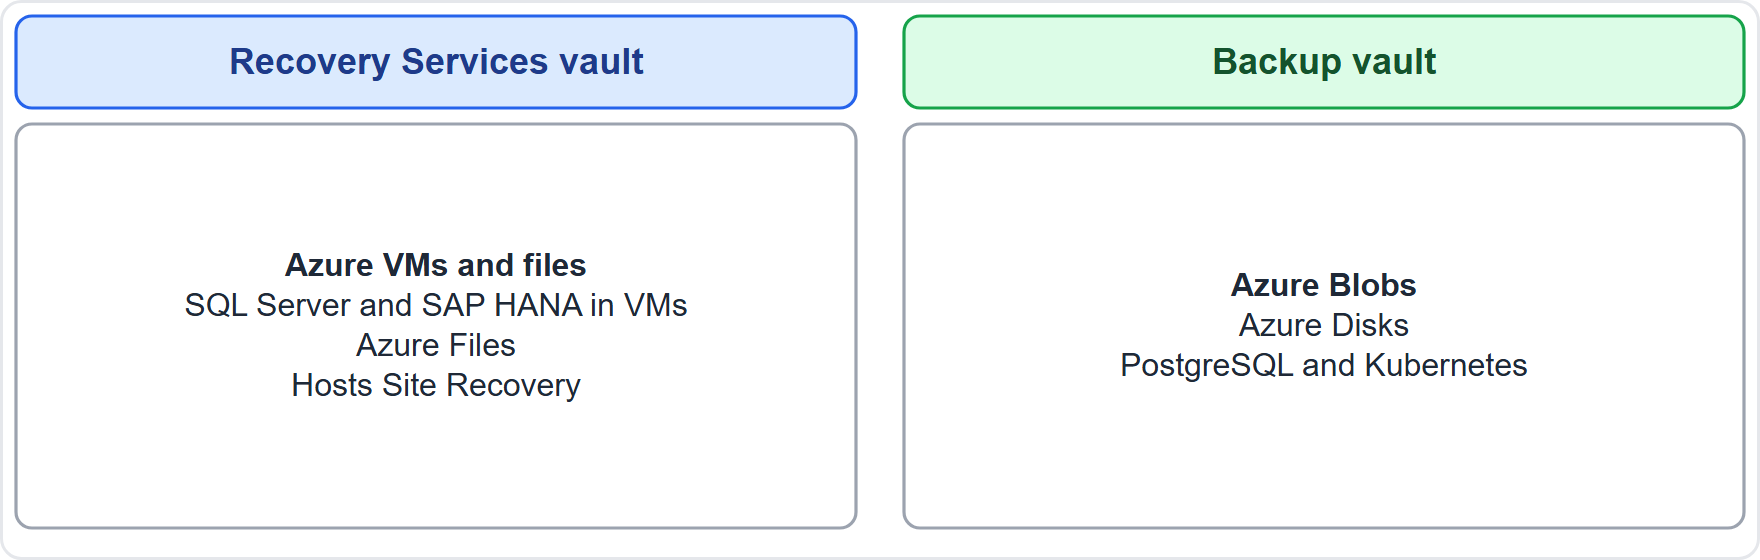 Recovery Services vault
Azure VMs and files
SQL Server and SAP HANA in VMs
Azure Files
Hosts Site Recovery
Backup vault
Azure Blobs
Azure Disks
PostgreSQL and Kubernetes